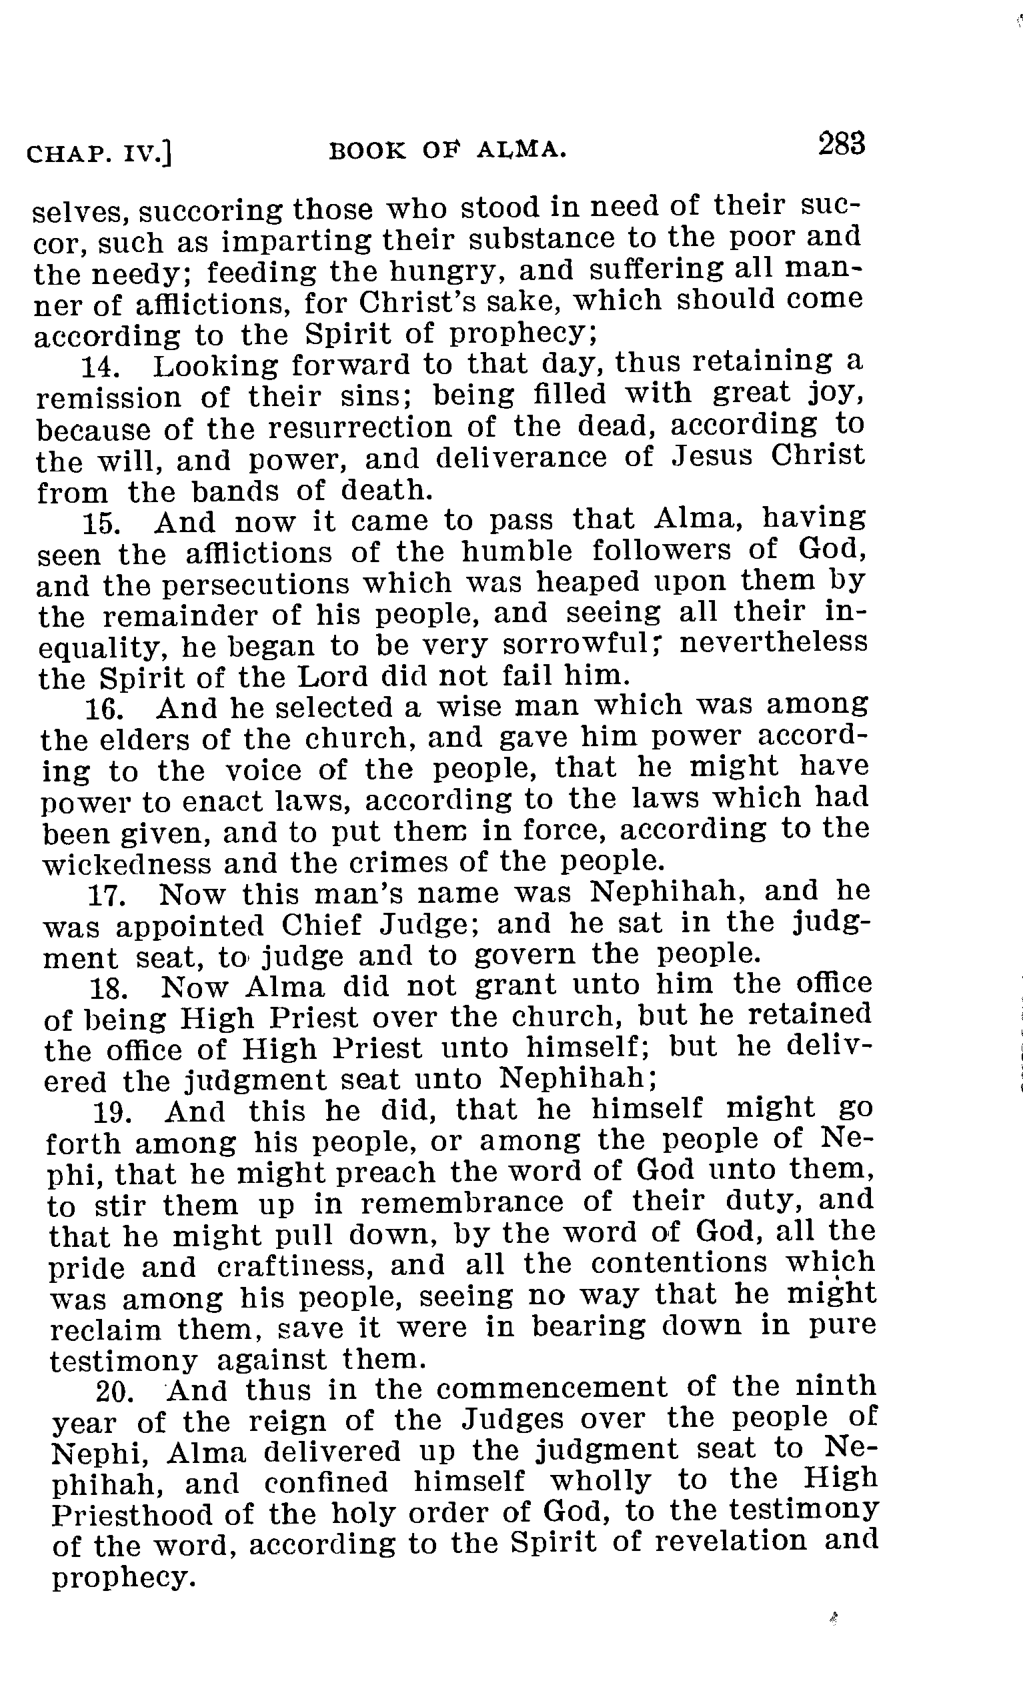 CHAP. IV.] BOOK OF ALMA. 283
selves, succoring those who stood in need of their suc-
cor, such as imparting their substance to the poor and
the needy; feeding the hungry, and suffering all man-
ner of afflictions, for Christ's sake, which should come
according to the Spirit of prophecy;
14. Looking forward to that day, thus retaining a
remission of their sins; being filled with great joy,
because of the resurrection of the dead, according to
the will, and power, and deliverance of Jesus Christ
from the bands of death.
15. And now it came to pass that Alma, having
seen the afflictions of the humble followers of God,
and the persecutions which was heaped upon them by
the remainder of his people, and seeing all their in-
equality, he began to be very sorrowful; nevertheless
the Spirit of the Lord did not fail him.
16. And he selected a wise man which was among
the elders of the church, and gave him power accord-
ing to the voice of the people, that he might have
power to enact laws, according to the laws which had
been given, and to put them in force, according to the
wickedness and the crimes of the people.
17. Now this man's name was Nephihah, and he
was appointed Chief Judge; and he sat in the judg-
ment seat, to judge and to govern the people.
18. Now Alma did not grant unto him the office
of being High Priest over the church, but he retained
the office of High Priest unto himself; but he deliv-
ered the judgment seat unto Nephihah;
19. And this he did, that he himself might go
forth among his people, or among the people of Ne-
phi, that he might preach the word of God unto them,
to stir them up in remembrance of their duty, and
that he might pull down, by the word of God, all the
pride and craftiness, and all the contentions which
was among his people, seeing no way that he might
reclaim them, save it were in bearing down in pure
testimony against them.
20. And thus in the commencement of the ninth
year of the reign of the Judges over the people of
Nephi, Alma delivered up the judgment seat to Ne-
phihah, and confined himself wholly to the High
Priesthood of the holy order of God, to the testimony
of the word, according to the Spirit of revelation and
prophecy.